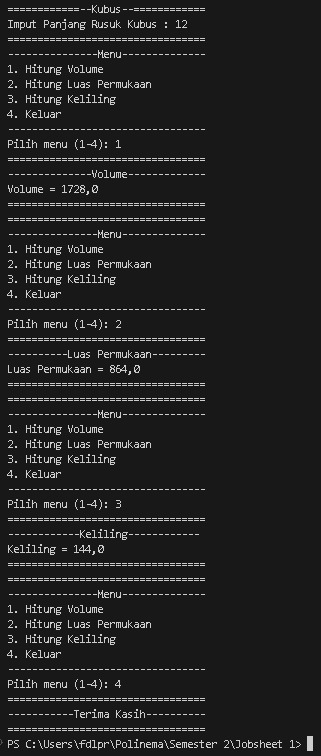 ============--Kubus--============
Imput Panjang Rusuk Kubus : 12
=================================
---------------Menu--------------
1. Hitung Volume
2. Hitung Luas Permukaan
3. Hitung Keliling
4. Keluar
---------------------------------
Pilih menu (1-4): 1
=================================
--------------Volume-------------
Volume = 1728,0
=================================
=================================
---------------Menu--------------
1. Hitung Volume
2. Hitung Luas Permukaan
3. Hitung Keliling
4. Keluar
---------------------------------
Pilih menu (1-4): 2
=================================
----------Luas Permukaan---------
Luas Permukaan = 864,0
=================================
=================================
---------------Menu--------------
1. Hitung Volume
2. Hitung Luas Permukaan
3. Hitung Keliling
4. Keluar
---------------------------------
Pilih menu (1-4): 3
=================================
------------Keliling------------
Keliling = 144,0
=================================
=================================
---------------Menu--------------
1. Hitung Volume
2. Hitung Luas Permukaan
3. Hitung Keliling
4. Keluar
---------------------------------
Pilih menu (1-4): 4
=================================
-----------Terima Kasih----------
=================================
PS C:\Users\fdlpr\Polinema\Semester 2\Jobsheet 1>